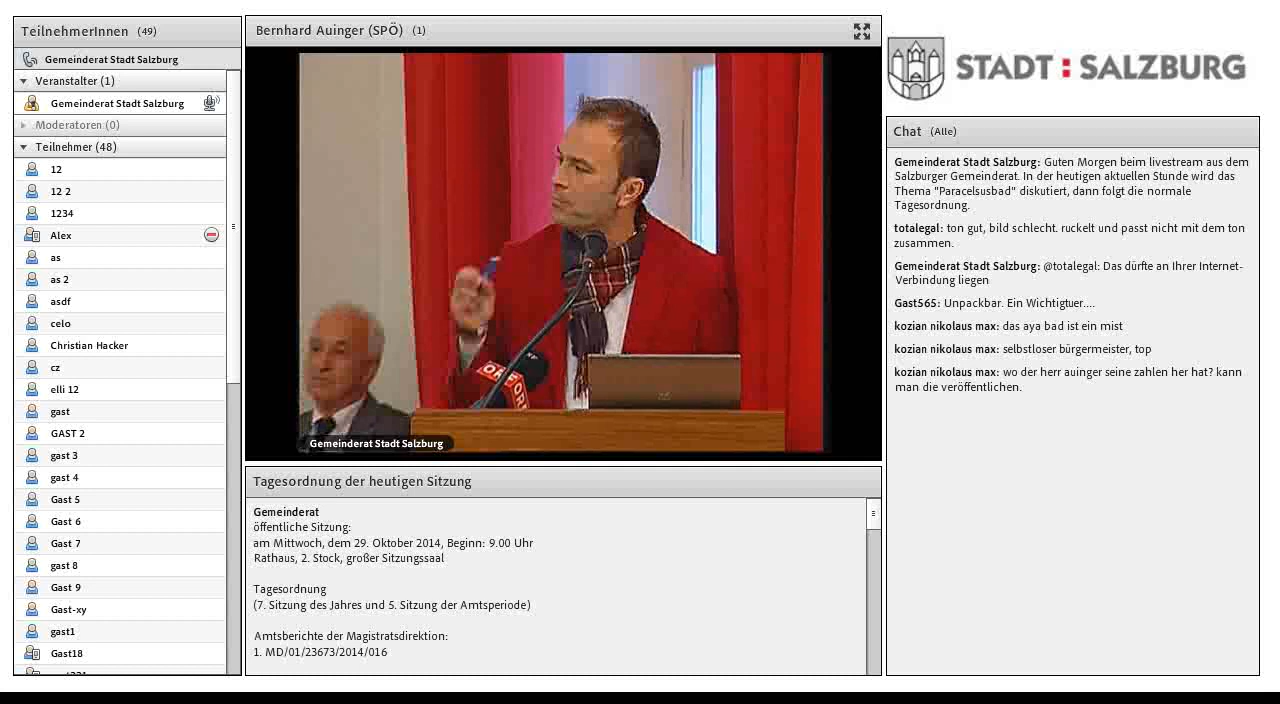 TeilnehmerInnen (49)
Gemeinderat Stadt Salzburg
Veranstalter (1)
Gemeinderat Stadt Salzburg
Moderatoren (0)
Teilnehmer (48)
12
12 2
1234
Alex
as
as 2
asdf
celo
Christian Hacker
cz
elli 12
gast
GAST 2
gast 3
gast 4
Gast 5
Gast 6
Gast 7
gast 8
Gast 9
Gast-xy
gast1
Gast18
Bernhard Auinger (SPÖ) (1)
ORF
ORF
Gemeinderat Stadt Salzburg
Tagesordnung der heutigen Sitzung
Gemeinderat
öffentliche Sitzung:
am Mittwoch, dem 29. Oktober 2014, Beginn: 9.00 Uhr
Rathaus, 2. Stock, großer Sitzungssaal
Tagesordnung
(7. Sitzung des Jahres und 5. Sitzung der Amtsperiode)
Amtsberichte der Magistratsdirektion:
1. MD/01/23673/2014/016
STADT : SALZBURG
Chat (Alle)
Gemeinderat Stadt Salzburg: Guten Morgen beim livestream aus dem
Salzburger Gemeinderat. In der heutigen aktuellen Stunde wird das
Thema "Paracelsusbad" diskutiert, dann folgt die normale
Tagesordnung.
totalegal: ton gut, bild schlecht. ruckelt und passt nicht mit dem ton
zusammen.
Gemeinderat Stadt Salzburg: @totalegal: Das dürfte an Ihrer Internet-
Verbindung liegen
Gast565: Unpackbar. Ein Wichtigtuer....
kozian nikolaus max: das aya bad ist ein mist
kozian nikolaus max: selbstloser bürgermeister, top
kozian nikolaus max: wo der herr auinger seine zahlen her hat? kann
man die veröffentlichen.